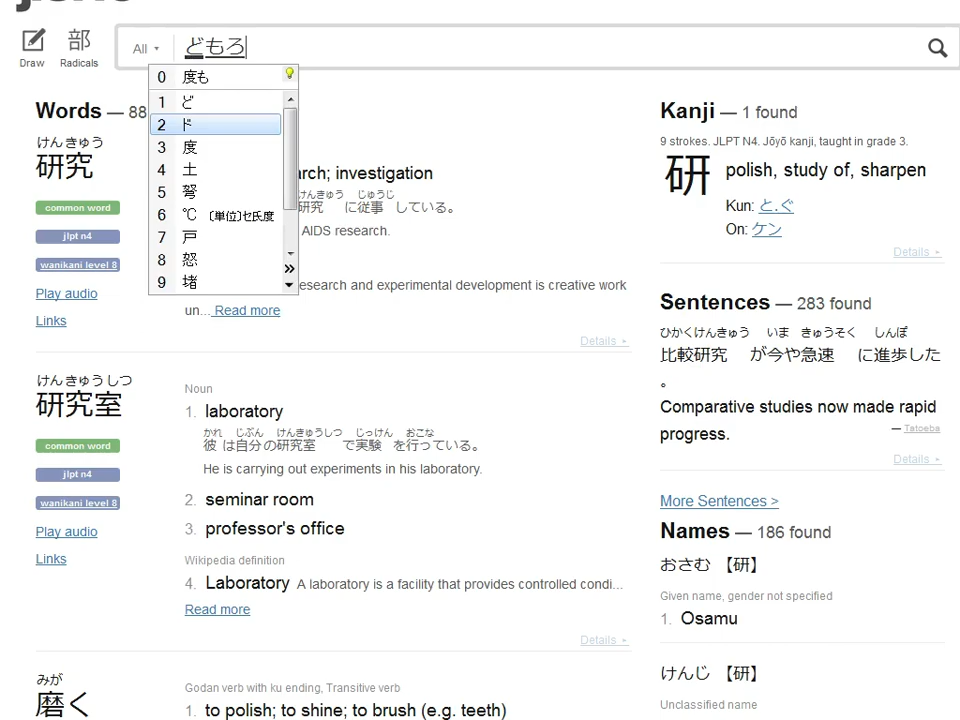 Draw
部
Radicals
All
どもろ
0 度も
1 ど
2 ド
3 度
4 土
5 弩
6 ℃ 〔単位〕セ氏度
7 戸
8 怒
9 堵
Words — 88
けんきゅう
研究
common word
jlpt n4
wanikani level 8
Play audio
Links
investigation
けんきゅう じゅうじ
研究 に従事 している。
AIDS research.
research and experimental development is creative work
un... Read more
Details
けんきゅうしつ
研究室
common word
jlpt n4
wanikani level 8
Play audio
Links
Noun
1. laboratory
かれ じぶん けんきゅうしつ じっけん おこな
彼 は自分の研究室 で実験 を行っている。
He is carrying out experiments in his laboratory.
2. seminar room
3. professor's office
Wikipedia definition
4. Laboratory A laboratory is a facility that provides controlled condi...
Read more
Details
みが
磨く
Godan verb with ku ending, Transitive verb
1. to polish; to shine; to brush (e.g. teeth)
Kanji — 1 found
9 strokes. JLPT N4. Jōyō kanji, taught in grade 3.
研
polish, study of, sharpen
Kun: と.ぐ
On: ケン
Details
Sentences — 283 found
ひかくけんきゅう いま きゅうそく しんぽ
比較研究 が今や急速 に進歩した
。
Comparative studies now made rapid
progress.
— Tatoeba
Details
More Sentences >
Names — 186 found
おさむ 【研】
Given name, gender not specified
1. Osamu
けんじ 【研】
Unclassified name